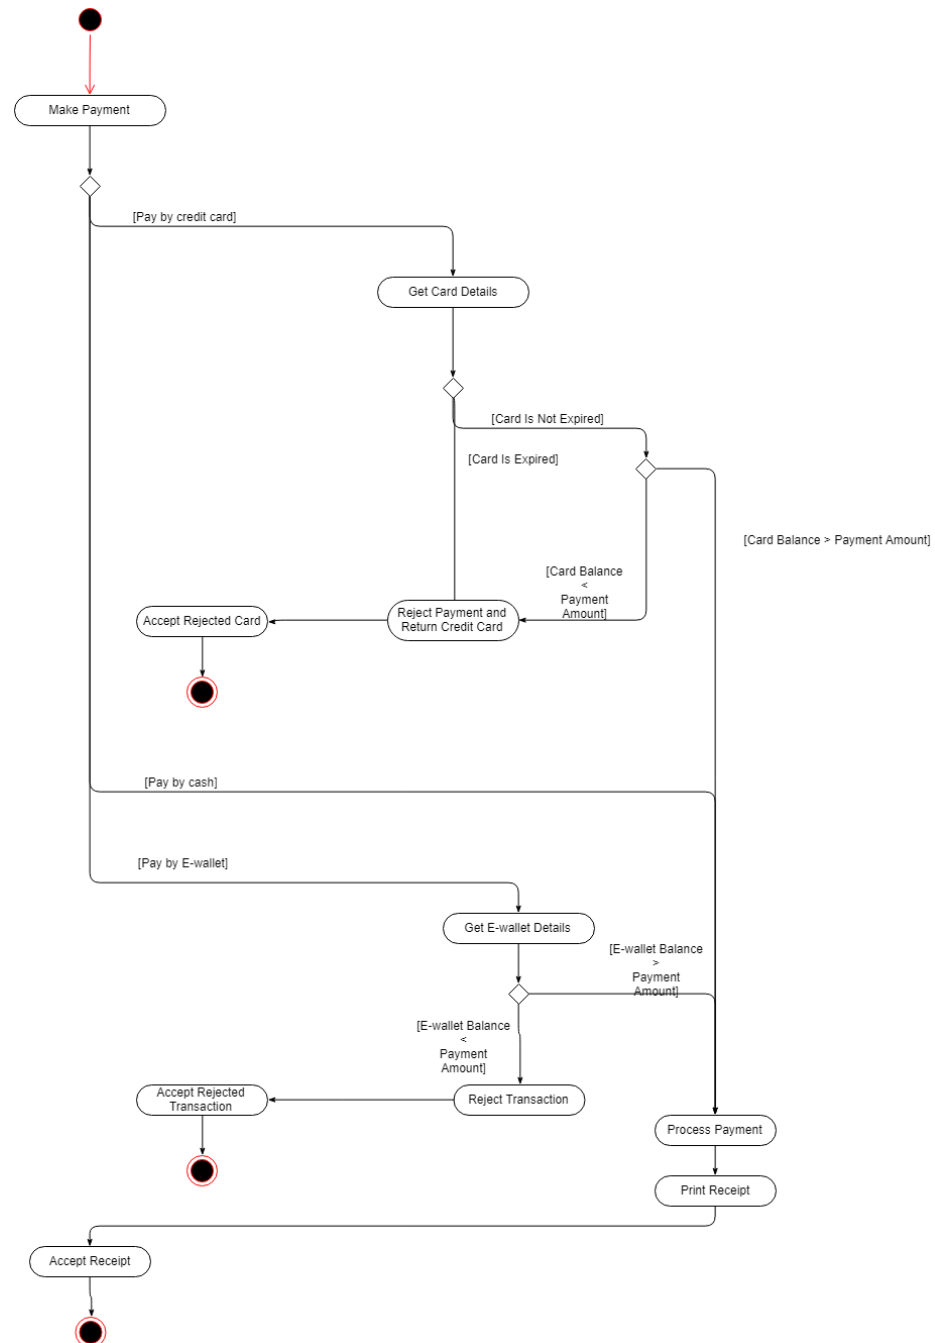 Make Payment
[Pay by credit card]
Get Card Details
[Card Is Not Expired]
[Card Is Expired]
[Card Balance > Payment Amount]
[Card Balance
<
Payment
Amount]
Reject Payment and
Return Credit Card
Accept Rejected Card
[Pay by cash]
[Pay by E-wallet]
Get E-wallet Details
[E-wallet Balance
>
Payment
Amount]
[E-wallet Balance
<
Payment
Amount]
Accept Rejected
Transaction
Reject Transaction
Process Payment
Print Receipt
Accept Receipt